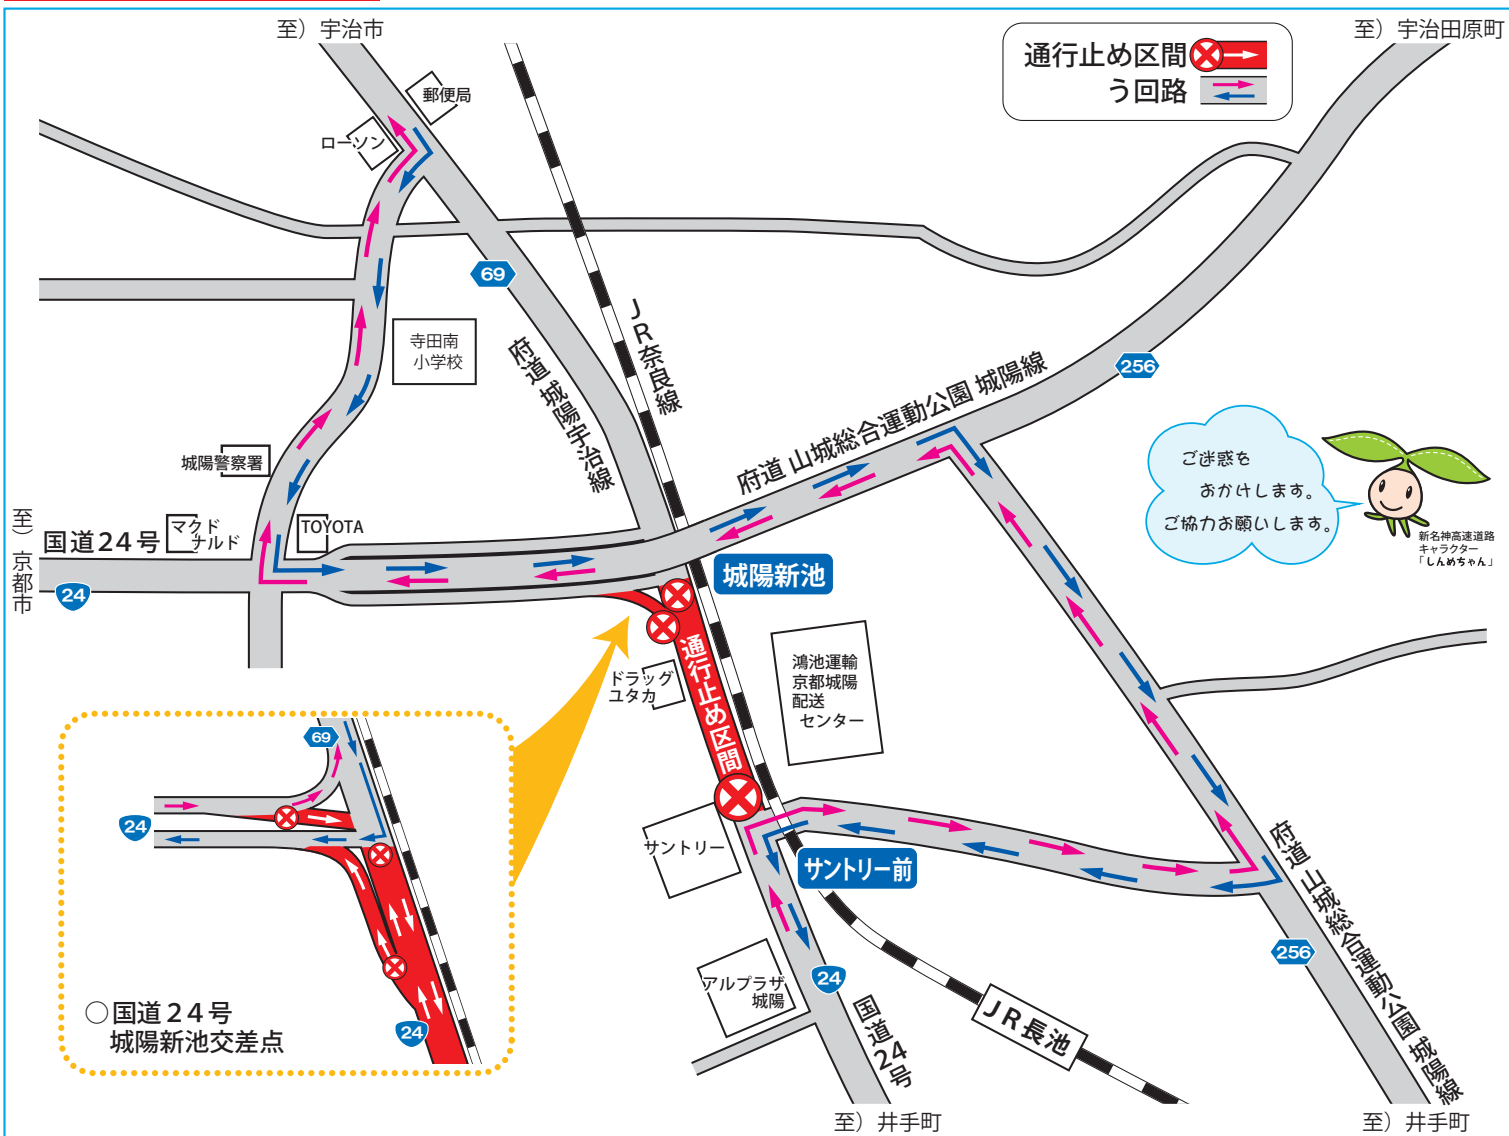 至）宇治市
至）宇治田原町
通行止め区間
う回路
郵便局
ローソン
69
JR奈良線
寺田南
小学校
府道 城陽宇治線
256
府道 山城総合運動公園 城陽線
城陽警察署
ご迷惑を
おかけします。
ご協力お願いします。
新名神高速道路
キャラクター
「しんめちゃん」
至）京都市
国道24号
マクド
ナルド
TOYOTA
24
城陽新池
通行止め区間
ドラッグ
ユタカ
鴻池運輸
京都城陽
配送
センター
サントリー
サントリー前
府道 山城総合運動公園 城陽線
256
アルプラザ
城陽
24
国道24号
JR長池
69
24
24
○国道24号
城陽新池交差点
至）井手町
至）井手町